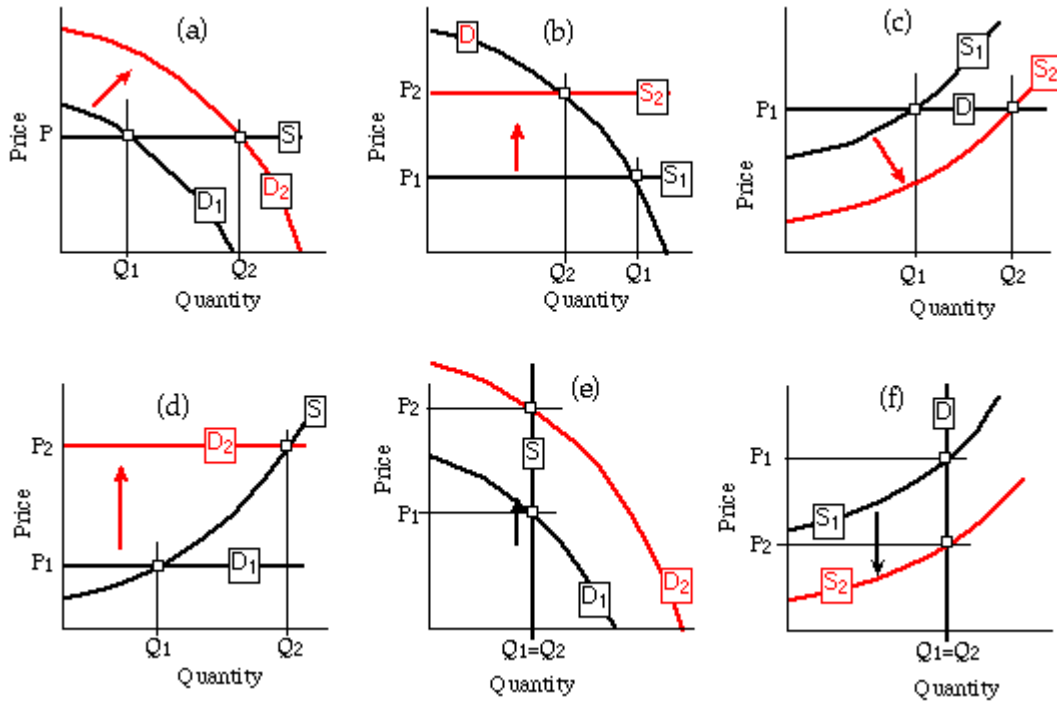 (a)
P
Price
S
D1
D2
Q1
Q2
Quantity
(b)
D
P2
S2
Price
P1
S1
Q2
Q1
Quantity
(c)
S1
S2
P1
D
Price
Q1
Q2
Quantity
(d)
S
P2
D2
Price
P1
D1
Q1
Q2
Quantity
(e)
P2
S
Price
P1
D1
D2
Q1=Q2
Quantity
(f)
D
P1
Price
S1
P2
S2
Q1=Q2
Quantity